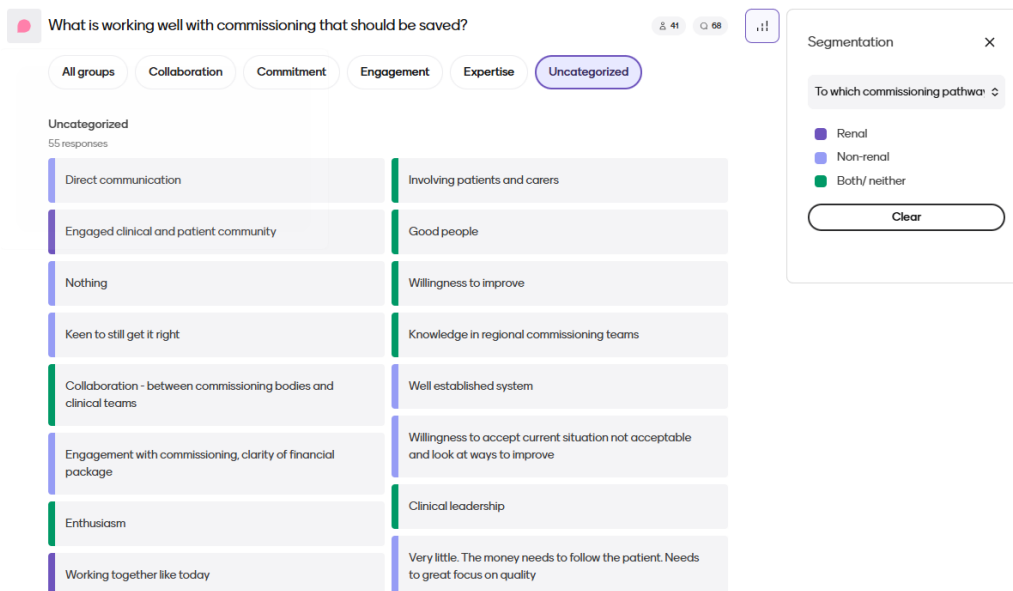 What is working well with commissioning that should be saved?
41
68
All groups
Collaboration
Commitment
Engagement
Expertise
Uncategorized
Uncategorized
55 responses
Direct communication
Engaged clinical and patient community
Nothing
Keen to still get it right
Collaboration - between commissioning bodies and
clinical teams
Engagement with commissioning, clarity of financial
package
Enthusiasm
Working together like today
Involving patients and carers
Good people
Willingness to improve
Knowledge in regional commissioning teams
Well established system
Willingness to accept current situation not acceptable
and look at ways to improve
Clinical leadership
Very little. The money needs to follow the patient. Needs
to great focus on quality
Segmentation
To which commissioning pathway
Renal
Non-renal
Both/ neither
Clear